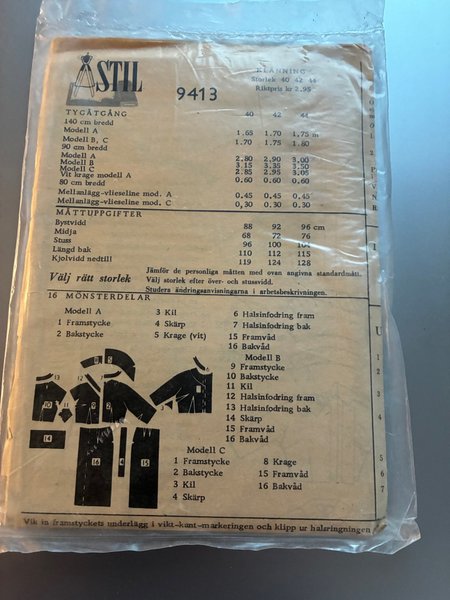 STIL
9413
KLÄNNING
Storlek 40 42 44
Riktpris kr 2.95
TYGÅTGÅNG 40 42 44
140 cm bredd
Modell A 1.65 1.70 1.75 m
Modell B, C 1.70 1.75 1.80
90 cm bredd
Modell A 2.80 2.90 3.00
Modell B 3.15 3.35 3.50
Modell C 2.85 2.95 3.05
Vit krage modell A 0.60 0.60 0.60
80 cm bredd
Mellanlägg-vlieseline mod. A 0.45 0.45 0.45
Mellanlägg-vlieseline mod. C 0,30 0.30 0.30
MÅTTUPPGIFTER
Bystvidd 88 92 96 cm
Midja 68 72 76
Stuss 96 100 104
Längd bak 110 112 115
Kjolvidd nedtill 119 124 128
Välj rätt storlek
Jämför de personliga måtten med ovan angivna standardmått.
Välj storlek efter över- och stussvidd.
Studera ändringsanvisningarna i arbetsbeskrivningen.
16 MÖNSTERDELAR
Modell A
1 Framstycke
2 Bakstycke
3 Kil
4 Skärp
5 Krage (vit)
6 Halsinfodring fram
7 Halsinfodring bak
15 Framvåd
16 Bakvåd
Modell B
9 Framstycke
10 Bakstycke
11 Kil
12 Halsinfodring fram
13 Halsinfodring bak
14 Skärp
15 Framvåd
16 Bakvåd
Modell C
1 Framstycke
2 Bakstycke
3 Kil
4 Skärp
8 Krage
15 Framvåd
16 Bakvåd
Vik in framstyckets underlägg i vikt-kant-markeringen och klipp ur halsringningen